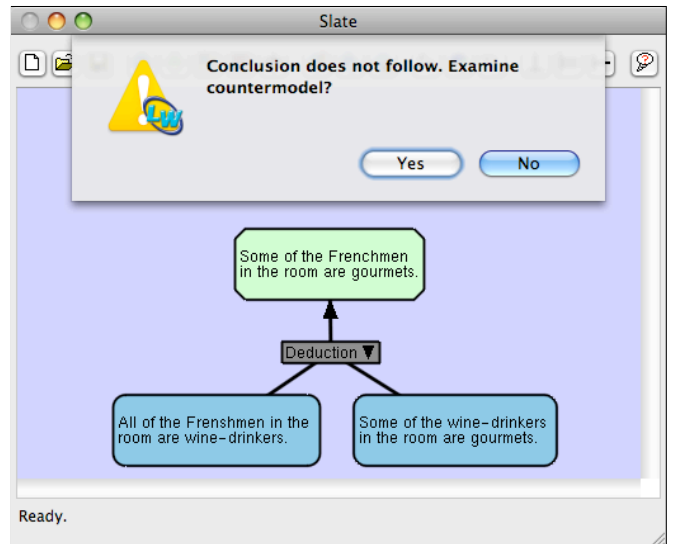 Slate
Conclusion does not follow. Examine
countermodel?
LW
Yes
No
Some of the Frenchmen
in the room are gourmets.
Deduction ▼
All of the Frenshmen in the
room are wine-drinkers.
Some of the wine-drinkers
in the room are gourmets.
Ready.